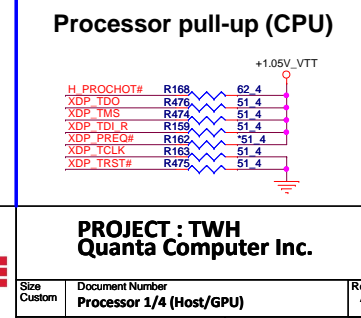 Processor pull-up (CPU)
+1.05V_VTT
H_PROCHOT# R168 62_4
XDP_TDO R476 51_4
XDP_TMS R474 51_4
XDP_TDI_R R159 51_4
XDP_PREQ# R162 *51_4
XDP_TCLK R163 51_4
XDP_TRST# R475 51_4
PROJECT : TWH
Quanta Computer Inc.
Size Document Number
Custom Processor 1/4 (Host/GPU)